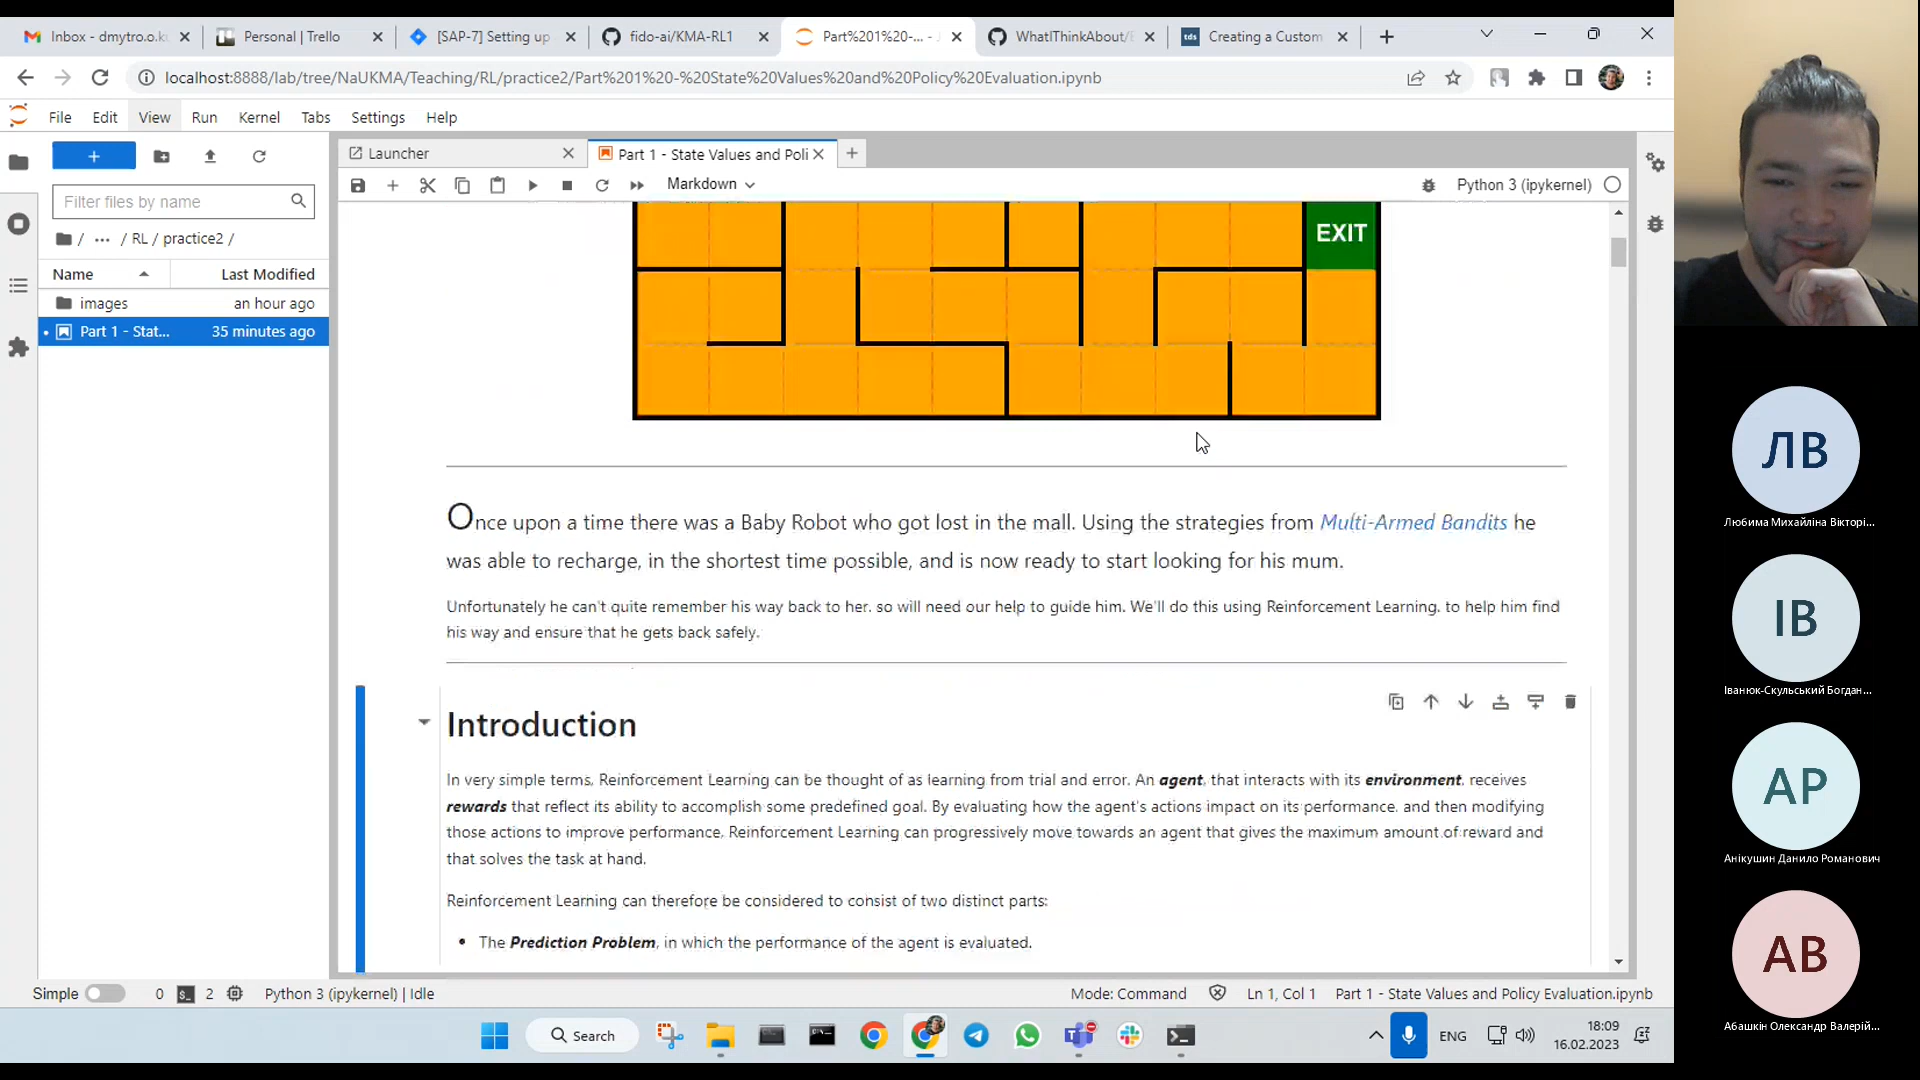 Inbox - dmytro.o.k
Personal | Trello
[SAP-7] Setting up
fido-ai/KMA-RL1
Part%201%20-...
WhatIThinkAbout/
Creating a Custom
localhost:8888/lab/tree/NaUKMA/Teaching/RL/practice2/Part%201%20-%20State%20Values%20and%20Policy%20Evaluation.ipynb
File Edit View Run Kernel Tabs Settings Help
Launcher
Part 1 - State Values and Poli
Filter files by name
Markdown
Python 3 (ipykernel)
/ ... / RL / practice2 /
Name Last Modified
images an hour ago
Part 1 - Stat... 35 minutes ago
EXIT
Once upon a time there was a Baby Robot who got lost in the mall. Using the strategies from Multi-Armed Bandits he
was able to recharge, in the shortest time possible, and is now ready to start looking for his mum.
Unfortunately he can't quite remember his way back to her, so will need our help to guide him. We'll do this using Reinforcement Learning, to help him find
his way and ensure that he gets back safely.
Introduction
In very simple terms, Reinforcement Learning can be thought of as learning from trial and error. An agent, that interacts with its environment, receives
rewards that reflect its ability to accomplish some predefined goal. By evaluating how the agent's actions impact on its performance, and then modifying
those actions to improve performance, Reinforcement Learning can progressively move towards an agent that gives the maximum amount of reward and
that solves the task at hand.
Reinforcement Learning can therefore be considered to consist of two distinct parts:
• The Prediction Problem, in which the performance of the agent is evaluated.
Simple 0 2 Python 3 (ipykernel) | Idle
Mode: Command Ln 1, Col 1 Part 1 - State Values and Policy Evaluation.ipynb
Search
ENG
18:09
16.02.2023
ЛВ
Любима Михайліна Вікторі...
ІВ
Іванюк-Скульський Богдан...
АР
Анікушин Данило Романович
АВ
Абашкін Олександр Валерій...